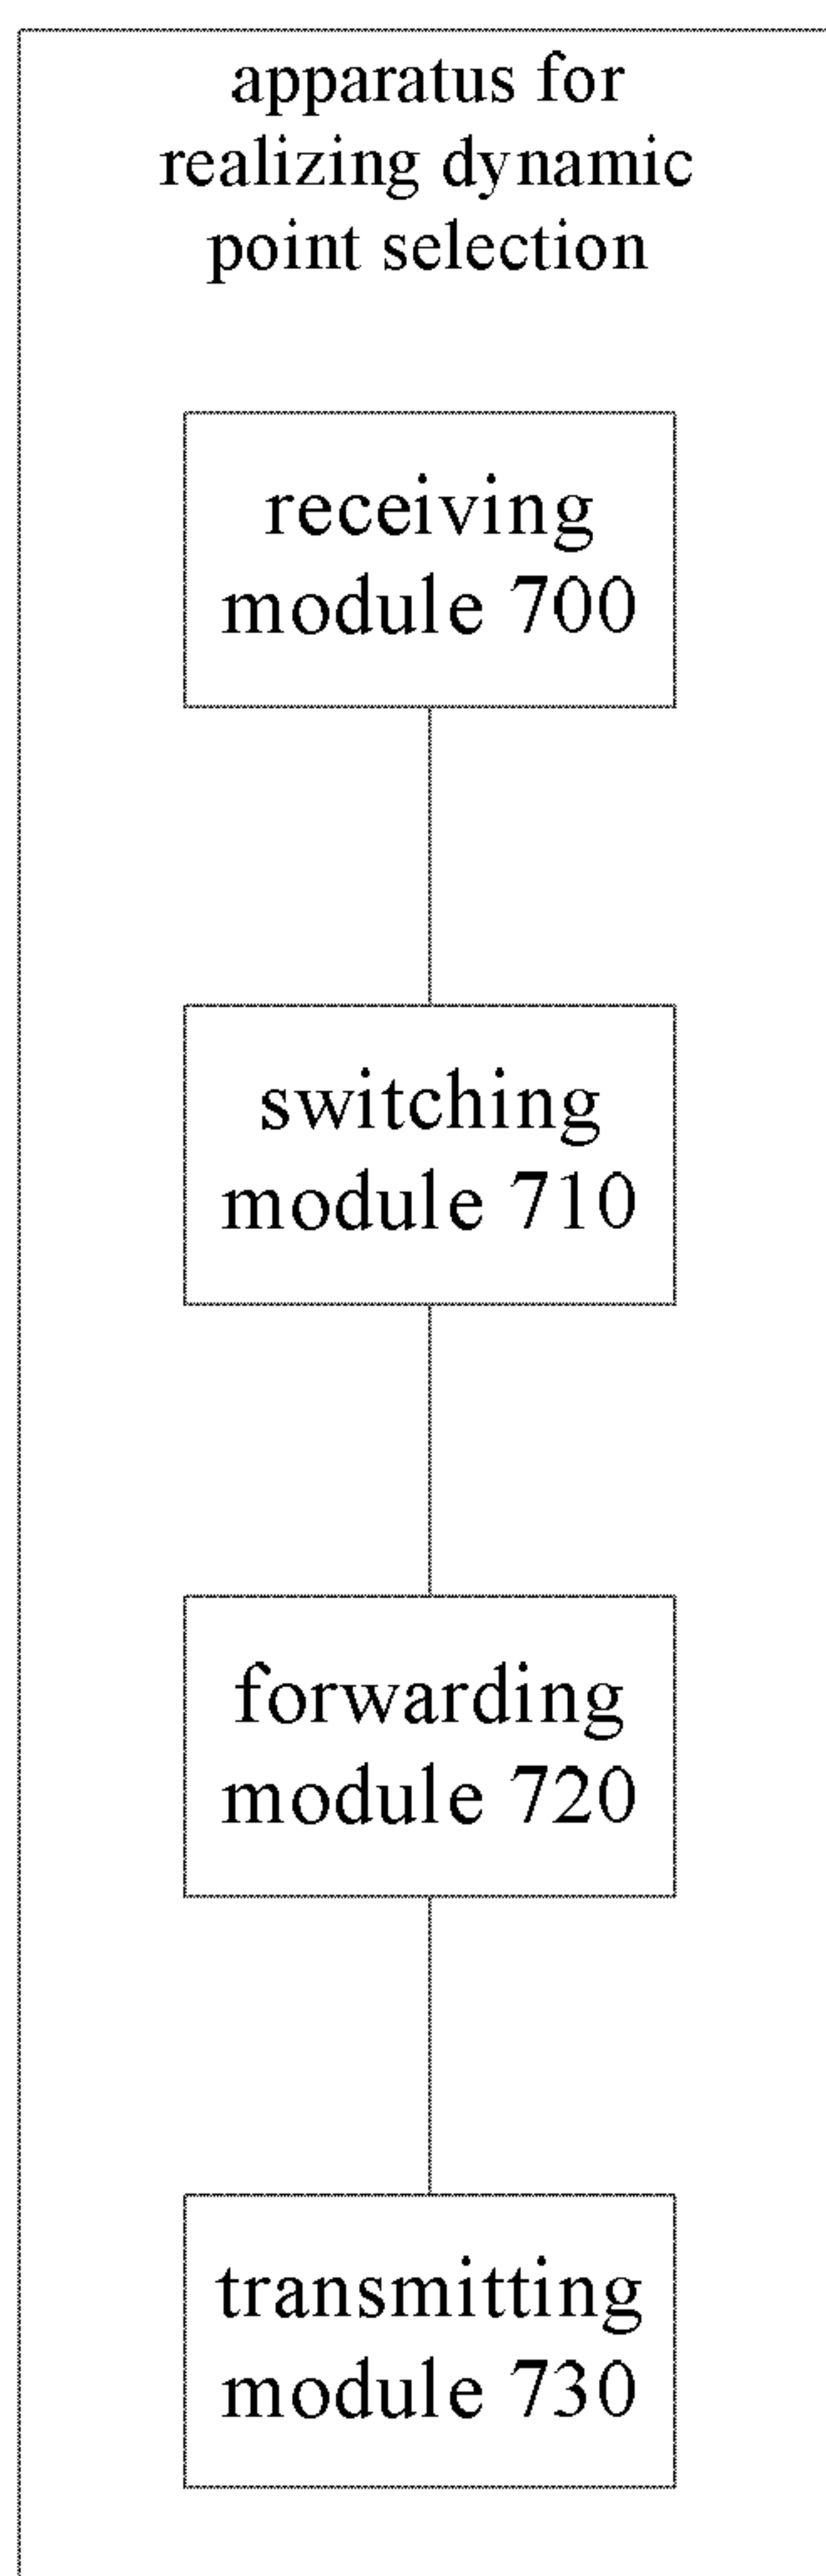 apparatus for
realizing dynamic
point selection
receiving
module 700
switching
module 710
forwarding
module 720
transmitting
module 730